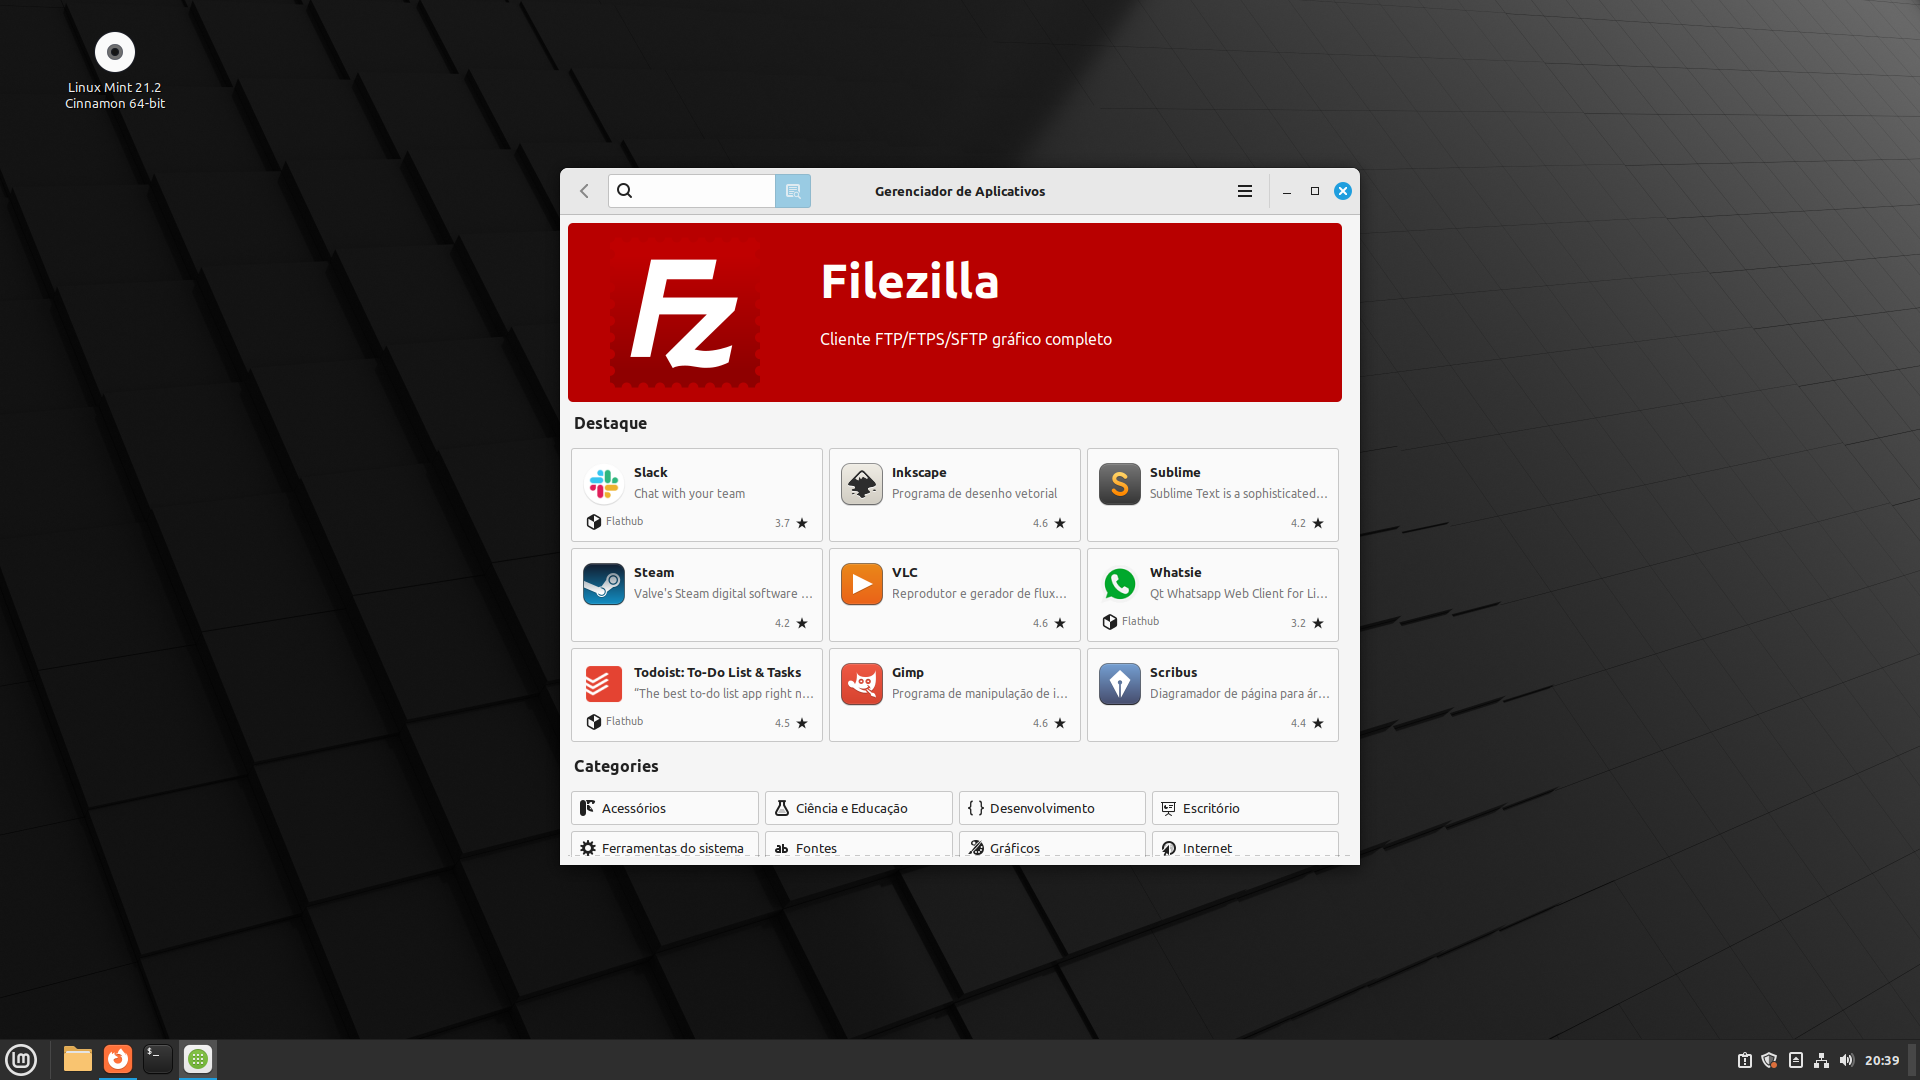 Linux Mint 21.2
Cinnamon 64-bit
Gerenciador de Aplicativos
Filezilla
Cliente FTP/FTPS/SFTP gráfico completo
Destaque
Slack
Chat with your team
Flathub
3.7
Inkscape
Programa de desenho vetorial
4.6
Sublime
Sublime Text is a sophisticated...
4.2
Steam
Valve's Steam digital software ...
4.2
VLC
Reprodutor e gerador de flux...
4.6
Whatsie
Qt Whatsapp Web Client for Li...
Flathub
3.2
Todoist: To-Do List & Tasks
“The best to-do list app right n...
Flathub
4.5
Gimp
Programa de manipulação de i...
4.6
Scribus
Diagramador de página para ár...
4.4
Categories
Acessórios
Ciência e Educação
{ } Desenvolvimento
Escritório
Ferramentas do sistema
ab Fontes
Gráficos
Internet
lm
$_
20:39